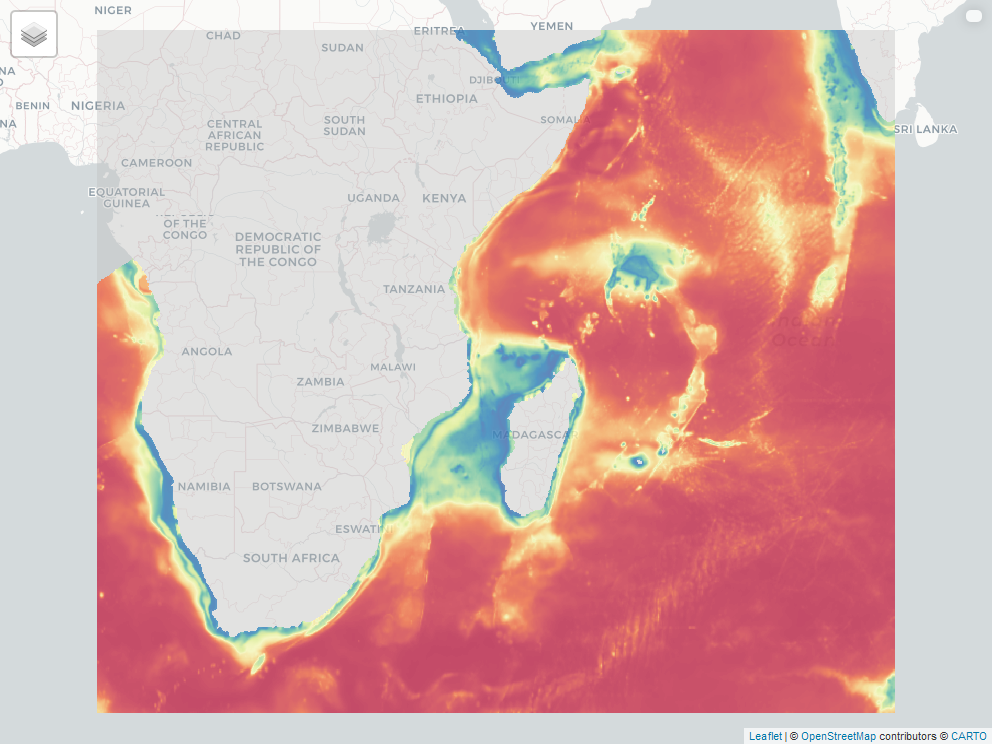 NIGER
YEMEN
CHAD
ERITREA
SUDAN
NA
DJIBOUTI
BENIN
NIGERIA
ETHIOPIA
NA
CENTRAL
AFRICAN
REPUBLIC
SOUTH
SUDAN
SOMAL
SRI LANKA
CAMEROON
EQUATORIAL
GUINEA
UGANDA
KENYA
OF THE
CONGO
DEMOCRATIC
REPUBLIC OF
THE CONGO
TANZANIA
Indian
Ocean
ANGOLA
MALAWI
ZAMBIA
ZIMBABWE
MADAGASCAR
NAMIBIA
BOTSWANA
ESWATINI
SOUTH AFRICA
Leaflet | © OpenStreetMap contributors © CARTO